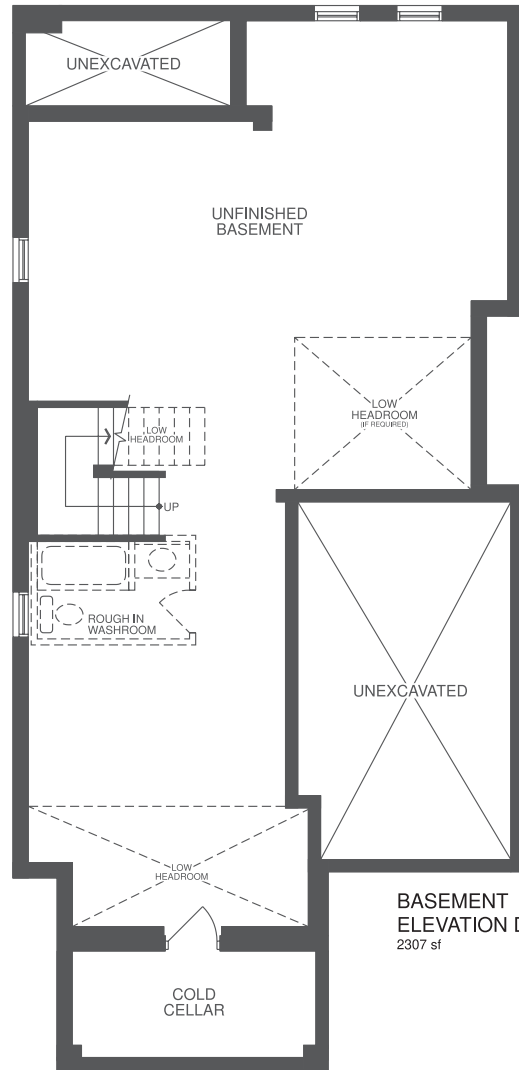 UNEXCAVATED
UNFINISHED
BASEMENT
LOW
HEADROOM
(IF REQUIRED)
LOW
HEADROOM
UP
ROUGH IN
WASHROOM
UNEXCAVATED
LOW
HEADROOM
BASEMENT
ELEVATION D
2307 sf
COLD
CELLAR